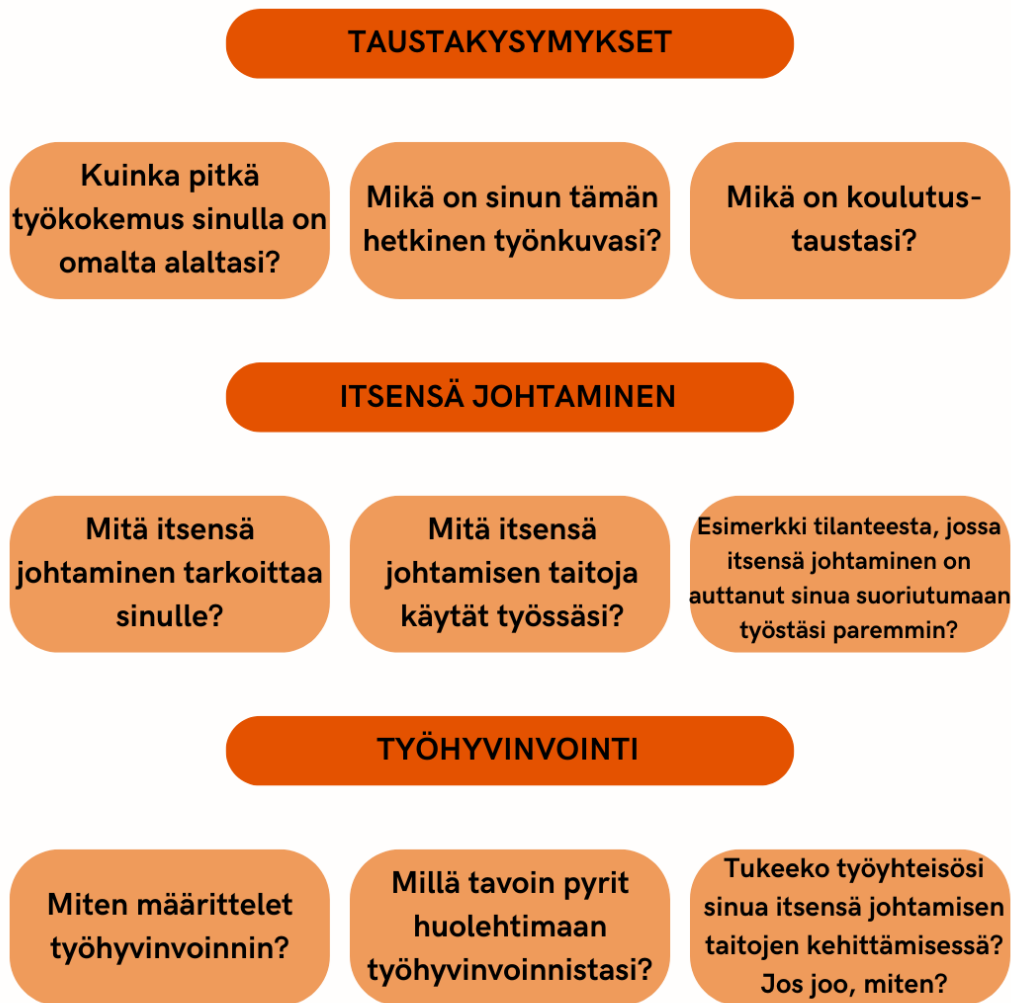 TAUSTAKYSYMYKSET
Kuinka pitkä
työkokemus sinulla on
omalta alaltasi?
Mikä on sinun tämän
hetkinen työnkuvasi?
Mikä on koulutus-
taustasi?
ITSENSÄ JOHTAMINEN
Mitä itsensä
johtaminen tarkoittaa
sinulle?
Mitä itsensä
johtamisen taitoja
käytät työssäsi?
Esimerkki tilanteesta, jossa
itsensä johtaminen on
auttanut sinua suoriutumaan
työstäsi paremmin?
TYÖHYVINVOINTI
Miten määrittelet
työhyvinvoinnin?
Millä tavoin pyrit
huolehtimaan
työhyvinvoinnistasi?
Tukeeko työyhteisösi
sinua itsensä johtamisen
taitojen kehittämisessä?
Jos joo, miten?